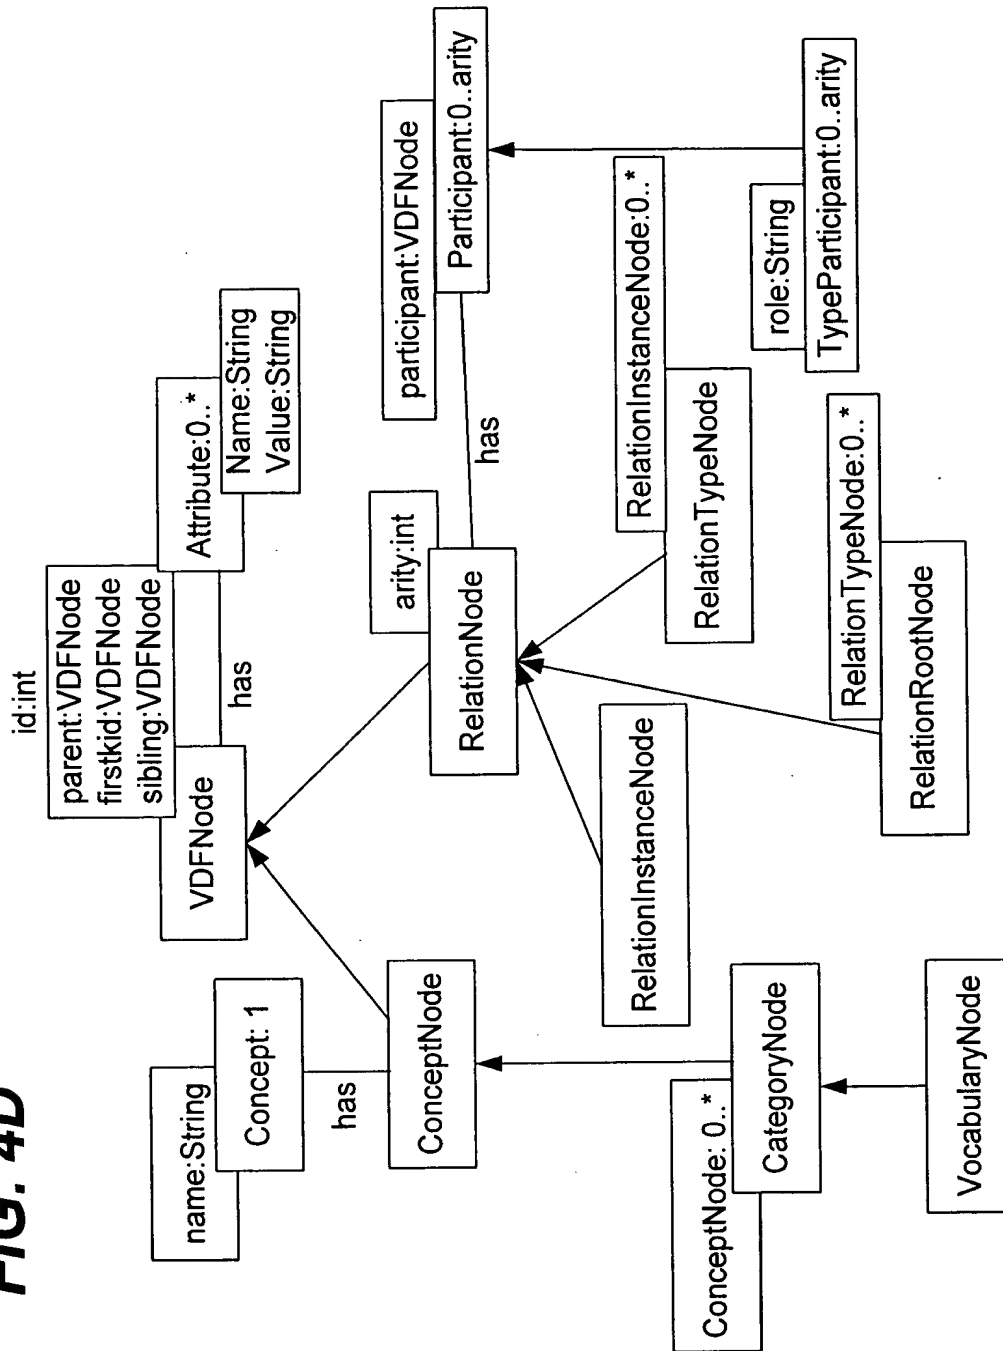 FIG. 4D
id:int
parent:VDFNode
firstkid:VDFNode
sibling:VDFNode
VDFNode
has
Attribute:0..*
Name:String
Value:String
name:String
Concept: 1
has
ConceptNode
arity:int
RelationNode
has
participant:VDFNode
Participant:0..arity
RelationInstanceNode
RelationInstanceNode:0..*
RelationTypeNode
role:String
TypeParticipant:0..arity
ConceptNode: 0..*
CategoryNode
RelationTypeNode:0..*
RelationRootNode
VocabularyNode